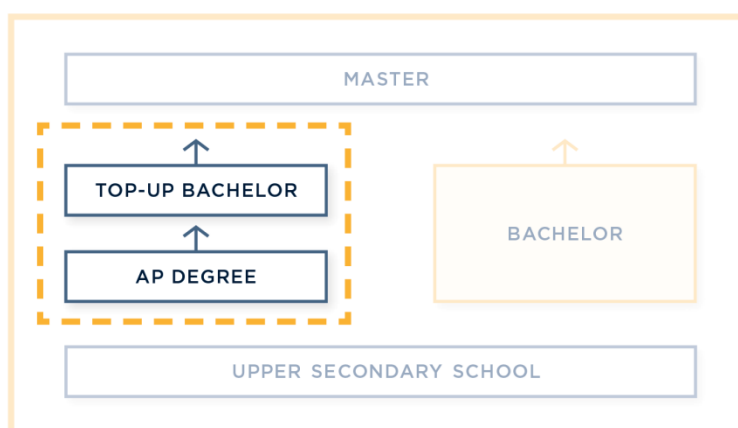 MASTER
TOP-UP BACHELOR
BACHELOR
AP DEGREE
UPPER SECONDARY SCHOOL